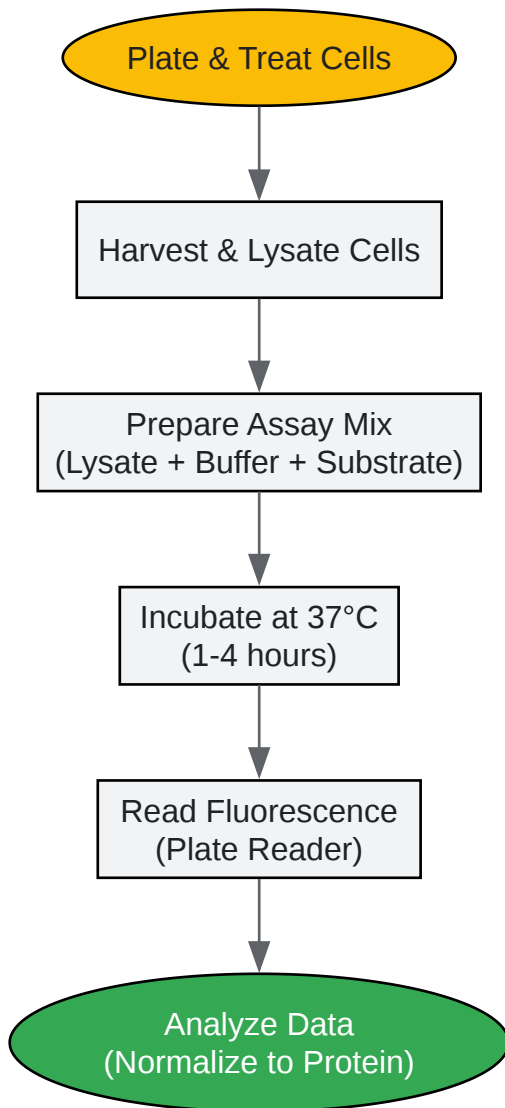 Plate & Treat Cells
Harvest & Lysate Cells
Prepare Assay Mix
(Lysate + Buffer + Substrate)
Incubate at 37°C
(1-4 hours)
Read Fluorescence
(Plate Reader)
Analyze Data
(Normalize to Protein)